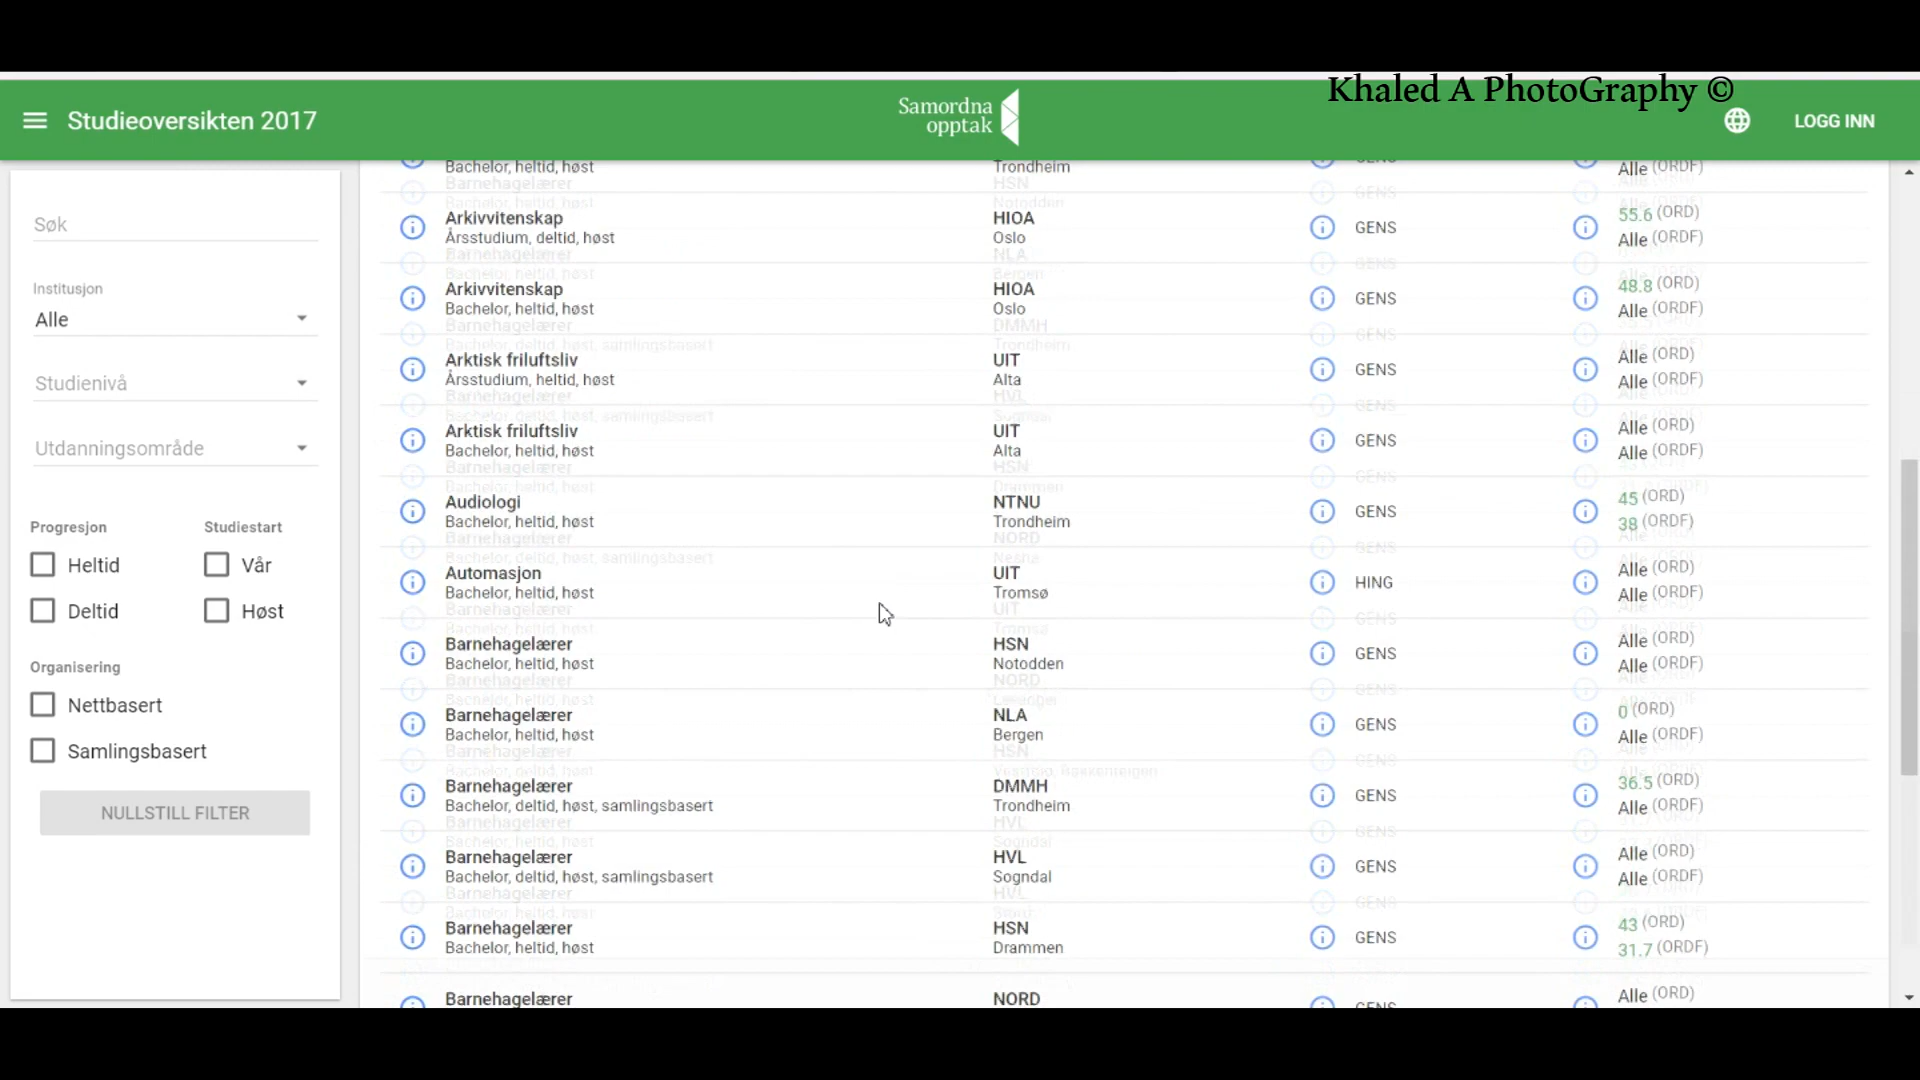 Khaled A PhotoGraphy ©
Studieoversikten 2017
Samordna
opptak
LOGG INN
Søk
Institusjon
Alle
Studienivå
Utdanningsområde
Progresjon
Studiestart
Heltid
Vår
Deltid
Høst
Organisering
Nettbasert
Samlingsbasert
NULLSTILL FILTER
Bachelor, heltid, høst
Trondheim
Alle (ORDF)
Arkivvitenskap
HIOA
GENS
55.6 (ORD)
Årsstudium, deltid, høst
Oslo
Alle (ORDF)
Arkivvitenskap
HIOA
GENS
48.8 (ORD)
Bachelor, heltid, høst
Oslo
Alle (ORDF)
Arktisk friluftsliv
UIT
GENS
Alle (ORD)
Årsstudium, heltid, høst
Alta
Alle (ORDF)
Arktisk friluftsliv
UIT
GENS
Alle (ORD)
Bachelor, heltid, høst
Alta
Alle (ORDF)
Audiologi
NTNU
GENS
45 (ORD)
Bachelor, heltid, høst
Trondheim
38 (ORDF)
Automasjon
UIT
HING
Alle (ORD)
Bachelor, heltid, høst
Tromsø
Alle (ORDF)
Barnehagelærer
HSN
GENS
Alle (ORD)
Bachelor, heltid, høst
Notodden
Alle (ORDF)
Barnehagelærer
NLA
GENS
0 (ORD)
Bachelor, heltid, høst
Bergen
Alle (ORDF)
Barnehagelærer
DMMH
GENS
36.5 (ORD)
Bachelor, deltid, høst, samlingsbasert
Trondheim
Alle (ORDF)
Barnehagelærer
HVL
GENS
Alle (ORD)
Bachelor, deltid, høst, samlingsbasert
Sogndal
Alle (ORDF)
Barnehagelærer
HSN
GENS
43 (ORD)
Bachelor, heltid, høst
Drammen
31.7 (ORDF)
Barnehagelærer
NORD
GENS
Alle (ORD)